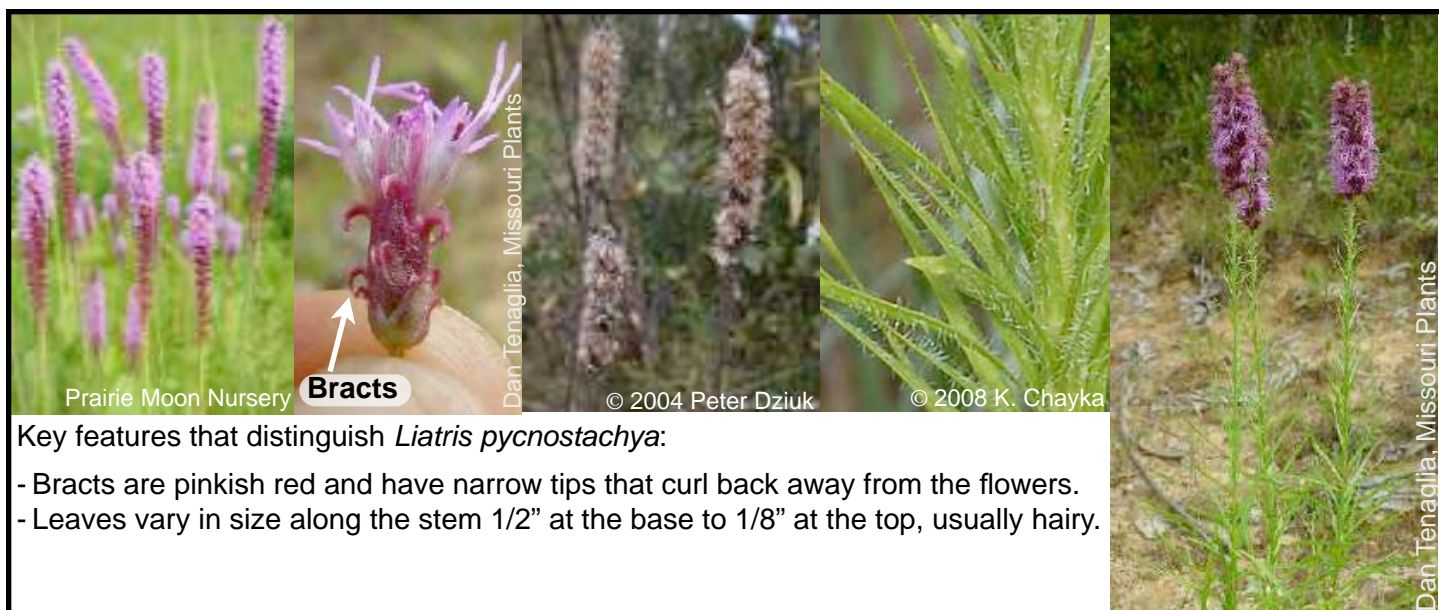 Prairie Moon Nursery
Bracts
Dan Tenaglia, Missouri Plants
© 2004 Peter Dziuk
© 2008 K. Chayka
Dan Tenaglia, Missouri Plants
Key features that distinguish Liatris pycnostachya:
- Bracts are pinkish red and have narrow tips that curl back away from the flowers.
- Leaves vary in size along the stem 1/2” at the base to 1/8” at the top, usually hairy.